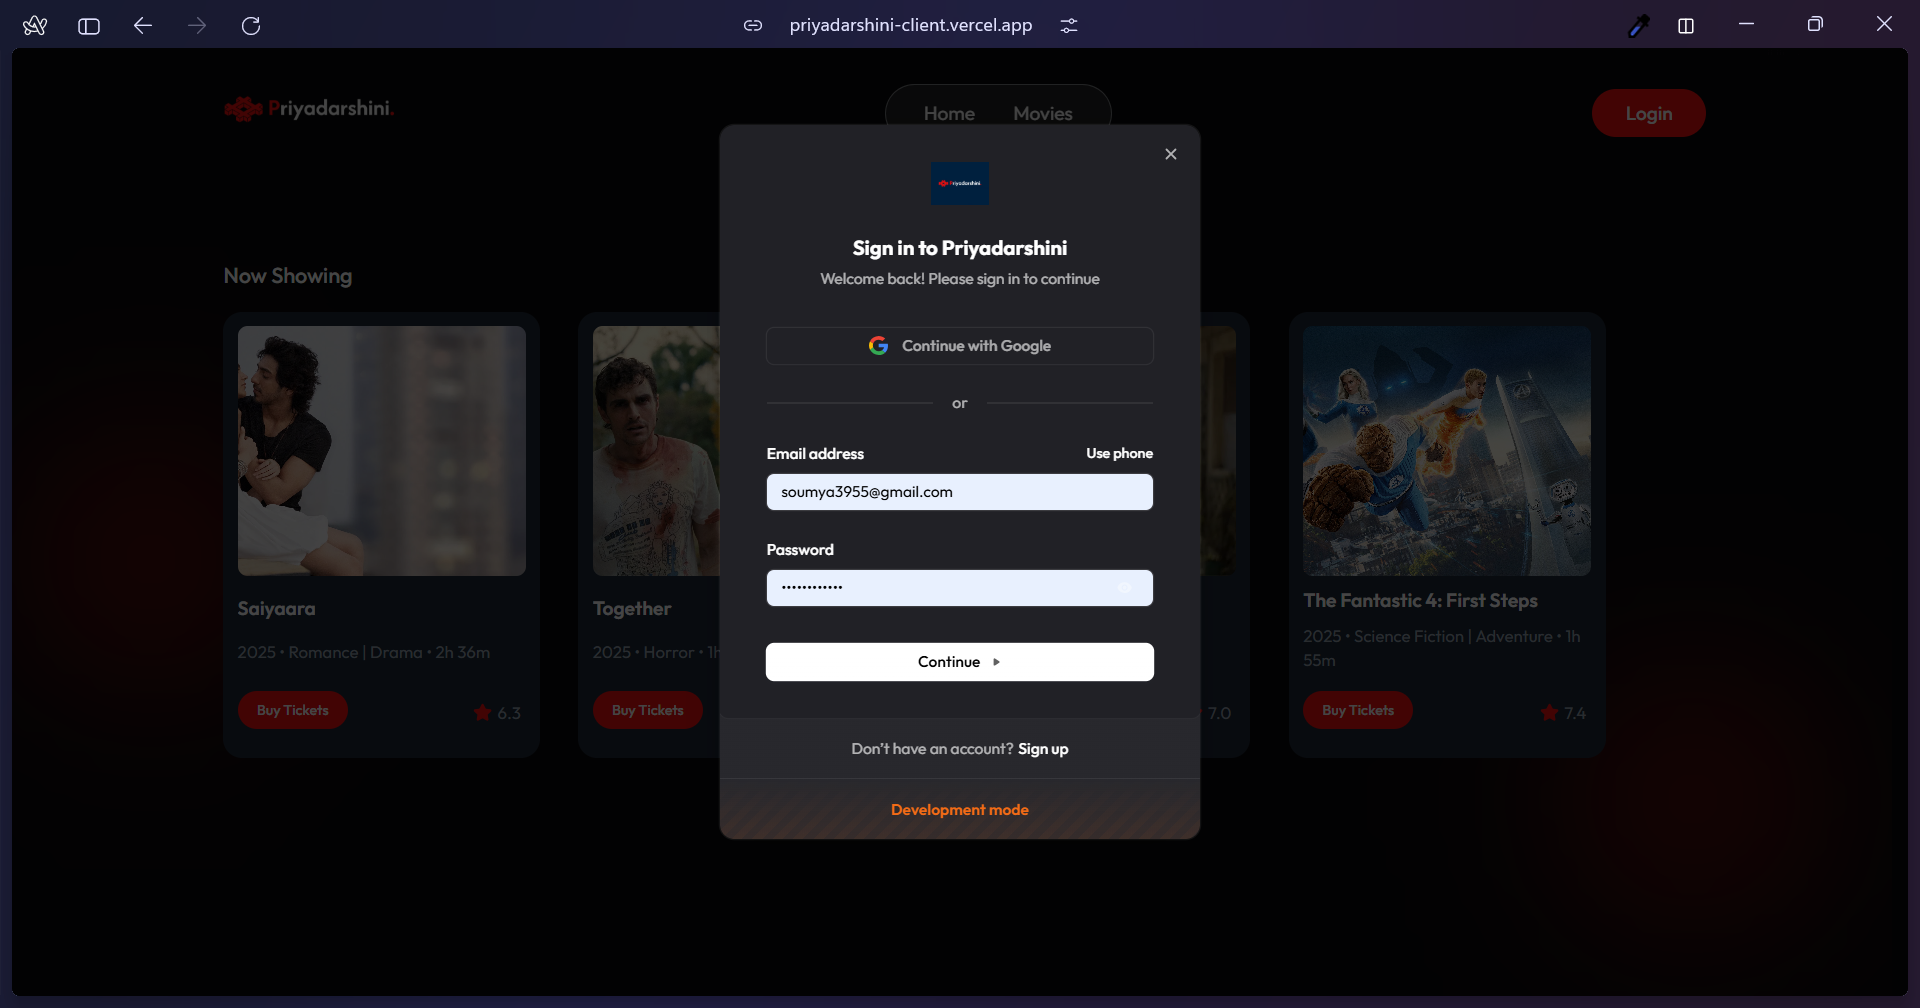 priyadarshini-client.vercel.app
Priyadarshini.
Home Movies
Login
Priyadarshini.
Sign in to Priyadarshini
Welcome back! Please sign in to continue
Continue with Google
or
Email address Use phone
soumya3955@gmail.com
Password
••••••••••••
Continue
Don't have an account? Sign up
Development mode
Now Showing
Saiyaara
2025 • Romance | Drama • 2h 36m
Buy Tickets 6.3
Together
2025 • Horror • 1h
Buy Tickets
7.0
The Fantastic 4: First Steps
2025 • Science Fiction | Adventure • 1h
55m
Buy Tickets 7.4